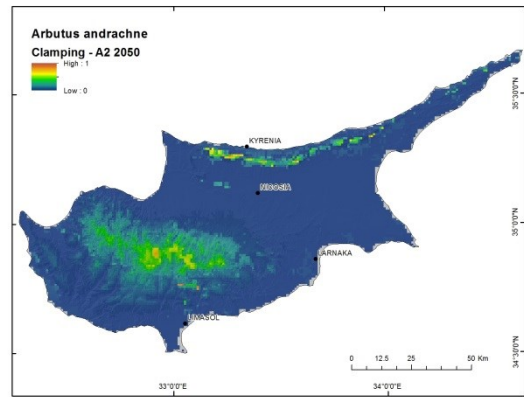 Arbutus andrachne
Clamping - A2 2050
High : 1
Low : 0
KYRENIA
NICOSIA
LARNAKA
LIMASOL
35°30'0"N
35°0'0"N
34°30'0"N
0 12.5 25 50 Km
33°0'0"E 34°0'0"E